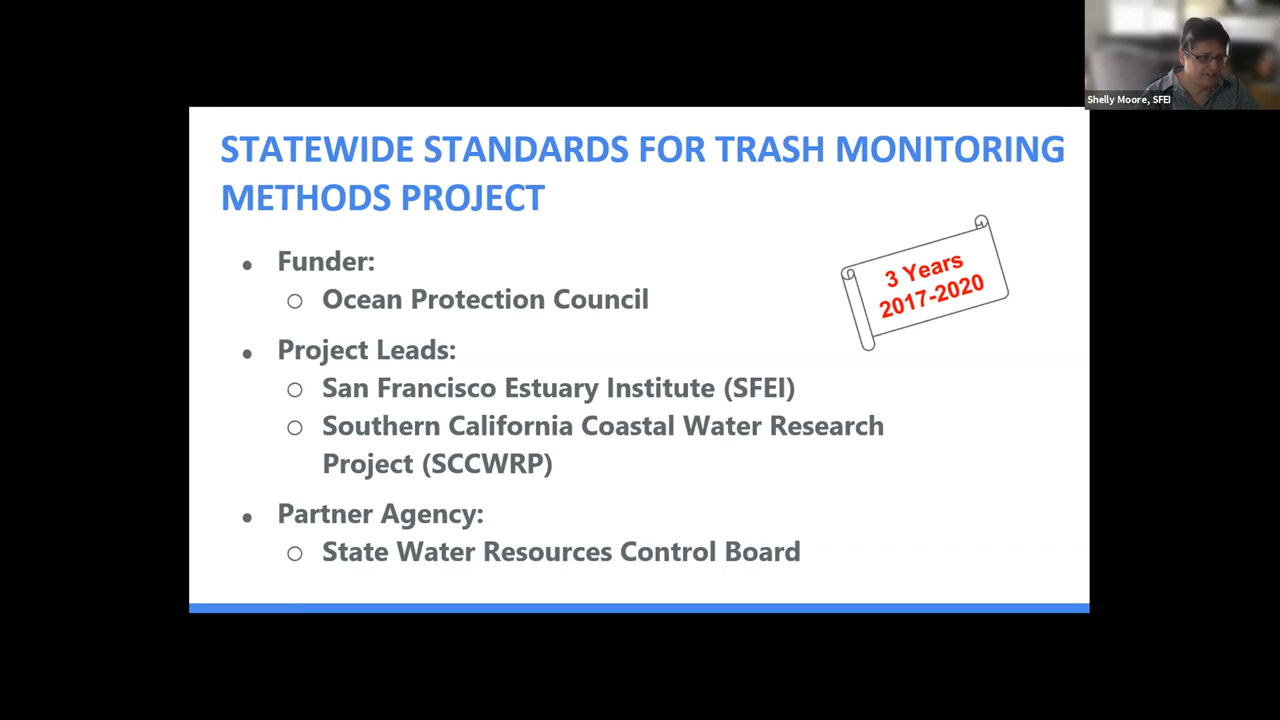 Shelly Moore, SFEI
STATEWIDE STANDARDS FOR TRASH MONITORING
METHODS PROJECT
3 Years
2017-2020
● Funder:
○ Ocean Protection Council
● Project Leads:
○ San Francisco Estuary Institute (SFEI)
○ Southern California Coastal Water Research
Project (SCCWRP)
● Partner Agency:
○ State Water Resources Control Board